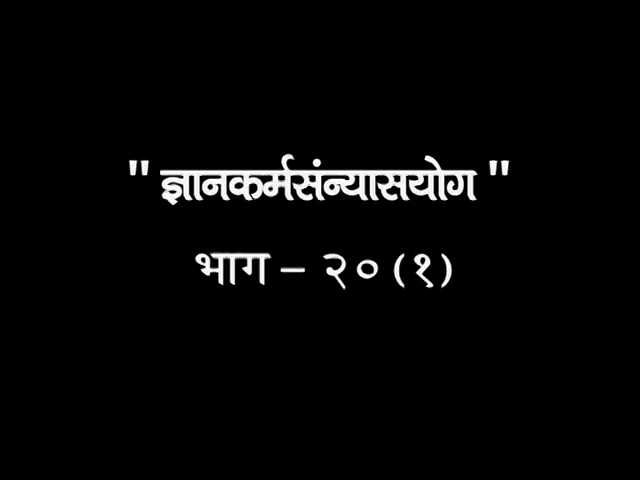 " ज्ञानकर्मसंन्यासयोग "
भाग – २० (१)